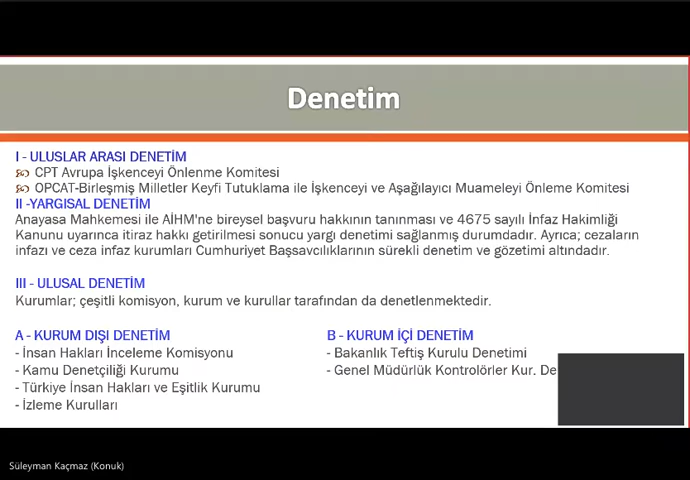 Denetim
I - ULUSLAR ARASI DENETİM
CPT Avrupa İşkenceyi Önlenme Komitesi
OPCAT-Birleşmiş Milletler Keyfi Tutuklama ile İşkenceyi ve Aşağılayıcı Muameleyi Önleme Komitesi
II -YARGISAL DENETİM
Anayasa Mahkemesi ile AİHM'ne bireysel başvuru hakkının tanınması ve 4675 sayılı İnfaz Hakimliği
Kanunu uyarınca itiraz hakkı getirilmesi sonucu yargı denetimi sağlanmış durumdadır. Ayrıca; cezaların
infazı ve ceza infaz kurumları Cumhuriyet Başsavcılıklarının sürekli denetim ve gözetimi altındadır.
III - ULUSAL DENETİM
Kurumlar; çeşitli komisyon, kurum ve kurullar tarafından da denetlenmektedir.
A - KURUM DIŞI DENETİM
- İnsan Hakları İnceleme Komisyonu
- Kamu Denetçiliği Kurumu
- Türkiye İnsan Hakları ve Eşitlik Kurumu
- İzleme Kurulları
B - KURUM İÇİ DENETİM
- Bakanlık Teftiş Kurulu Denetimi
- Genel Müdürlük Kontrolörler Kur. De
Süleyman Kaçmaz (Konuk)